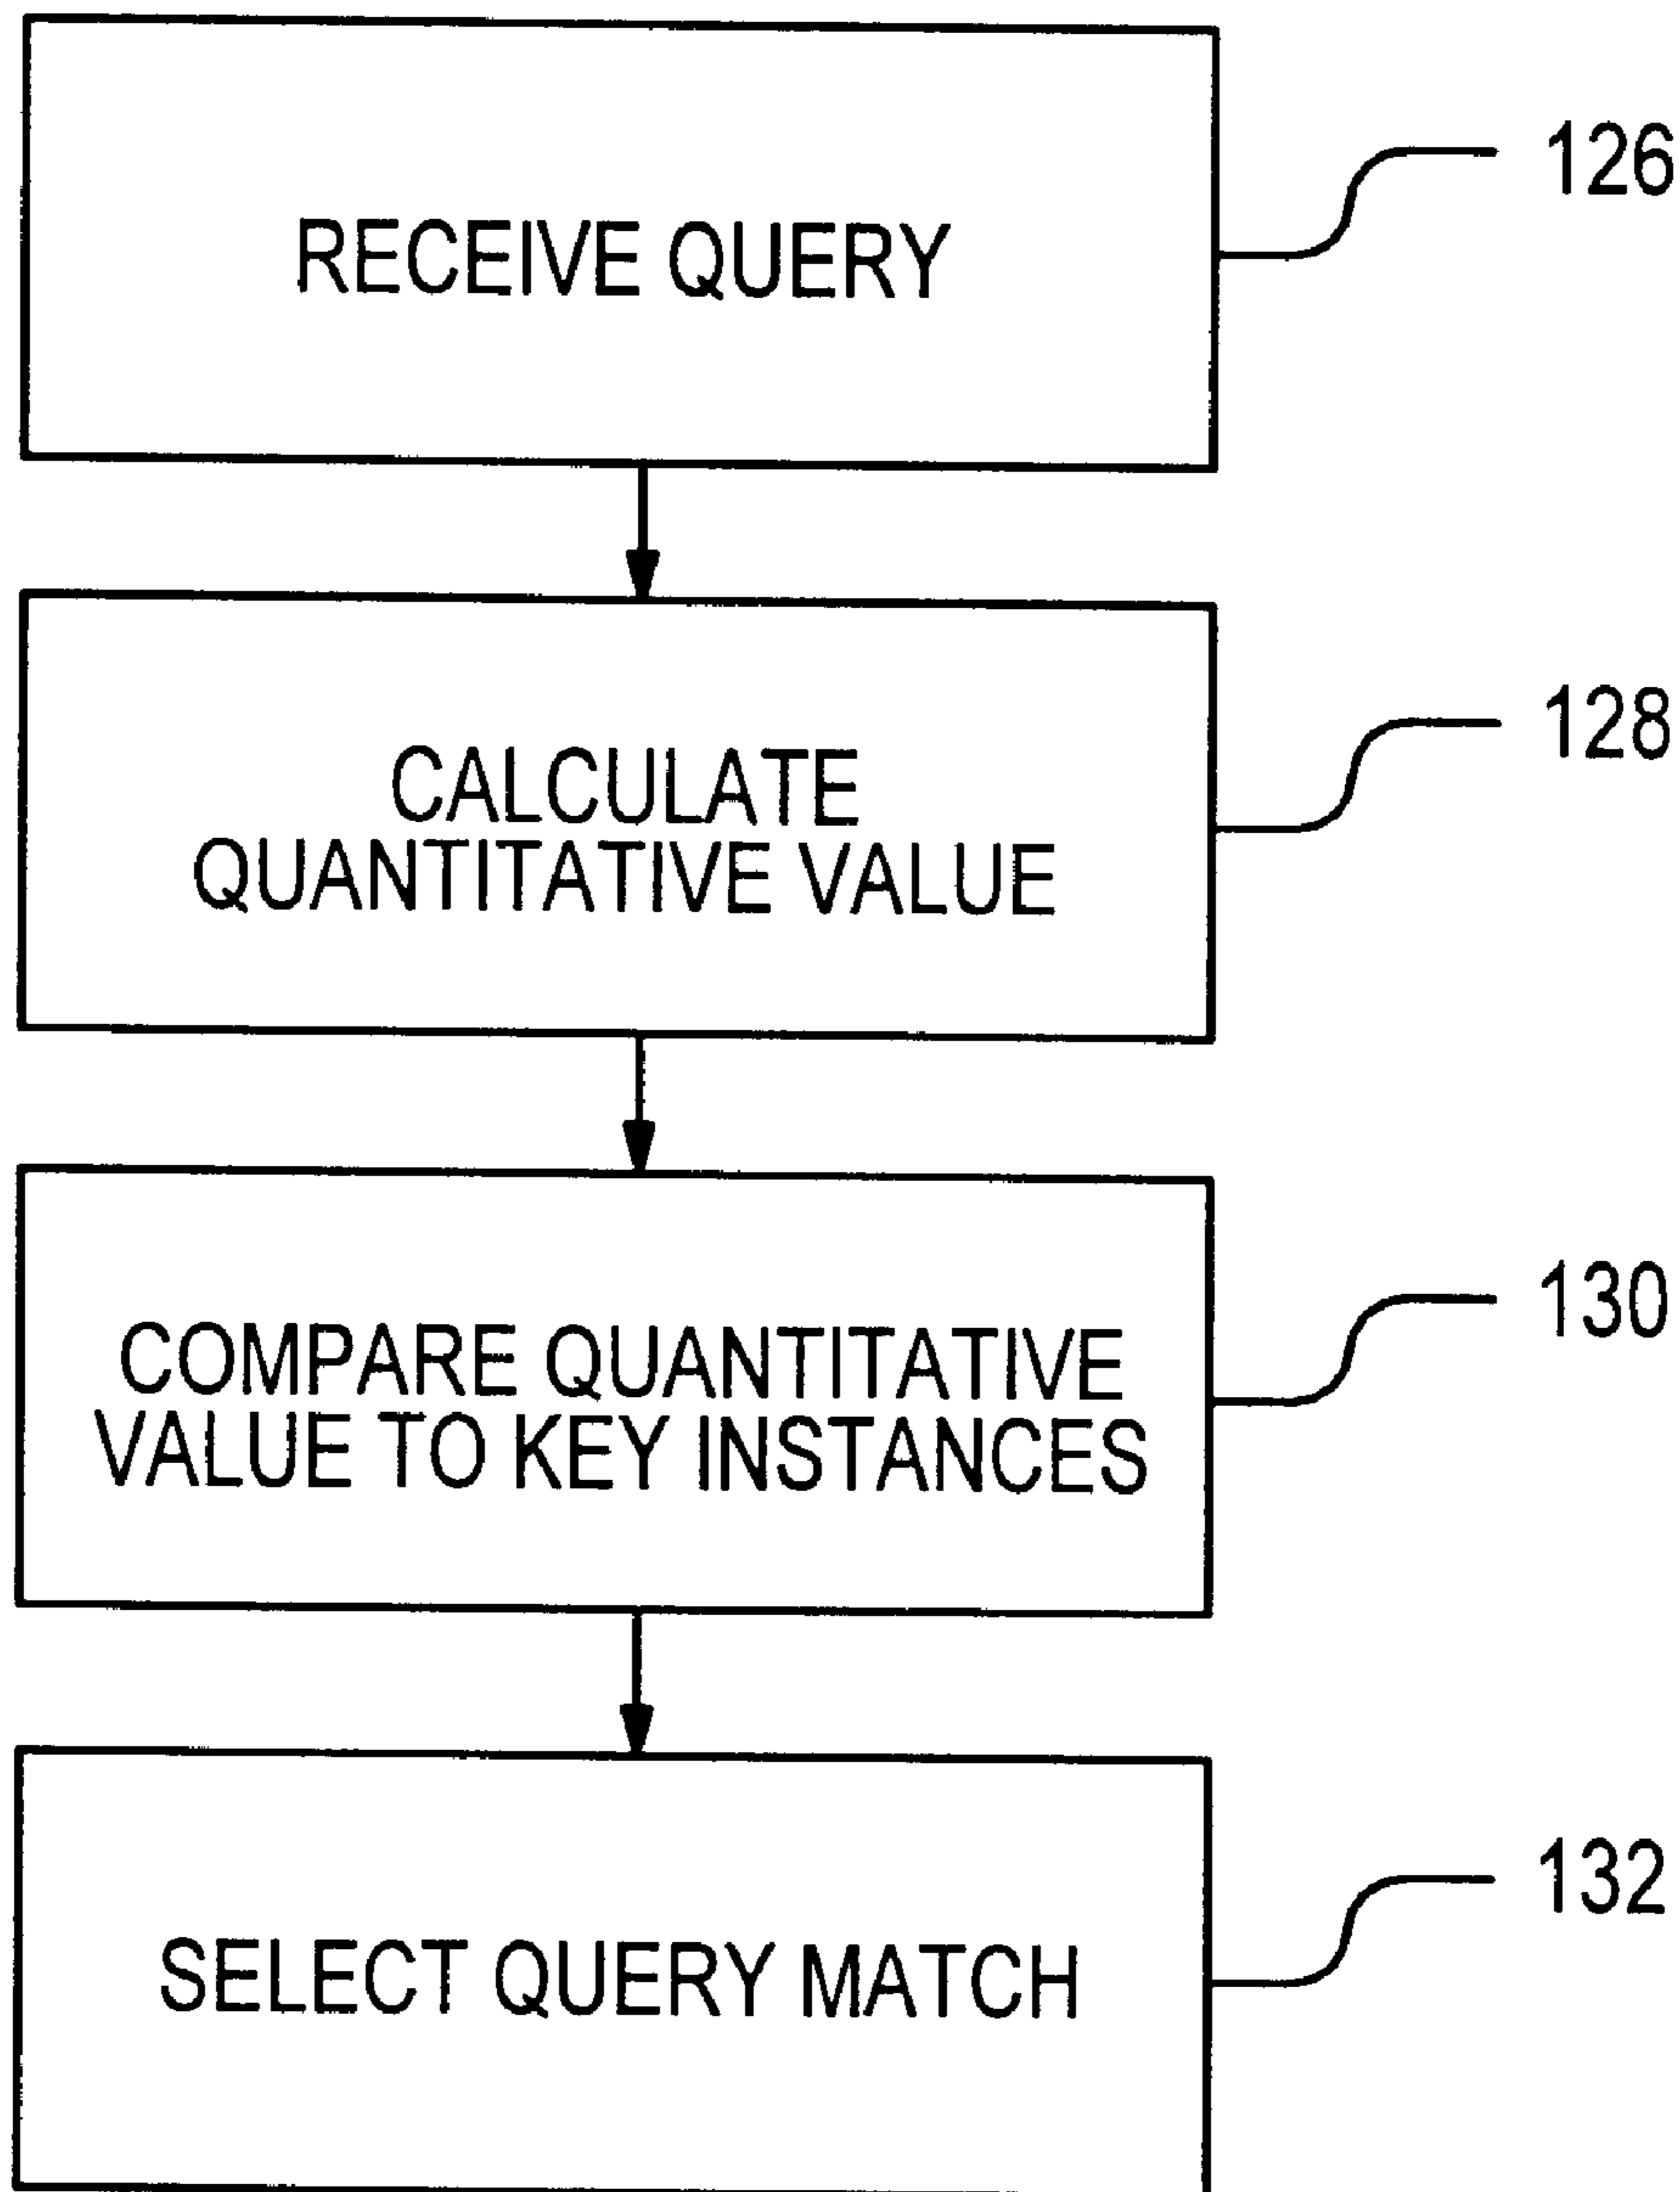 RECEIVE QUERY
126
CALCULATE
QUANTITATIVE VALUE
128
COMPARE QUANTITATIVE
VALUE TO KEY INSTANCES
130
SELECT QUERY MATCH
132